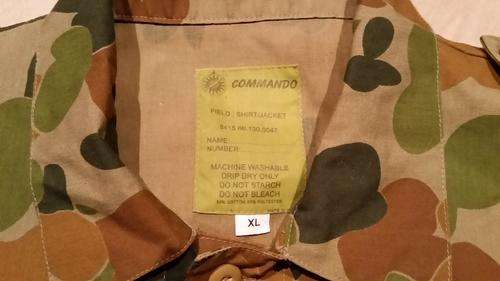 COMMANDO
FIELD SHIRT/JACKET
NAME:
NUMBER:
MACHINE WASHABLE
DRIP DRY ONLY
DO NOT STARCH
DO NOT BLEACH
XL